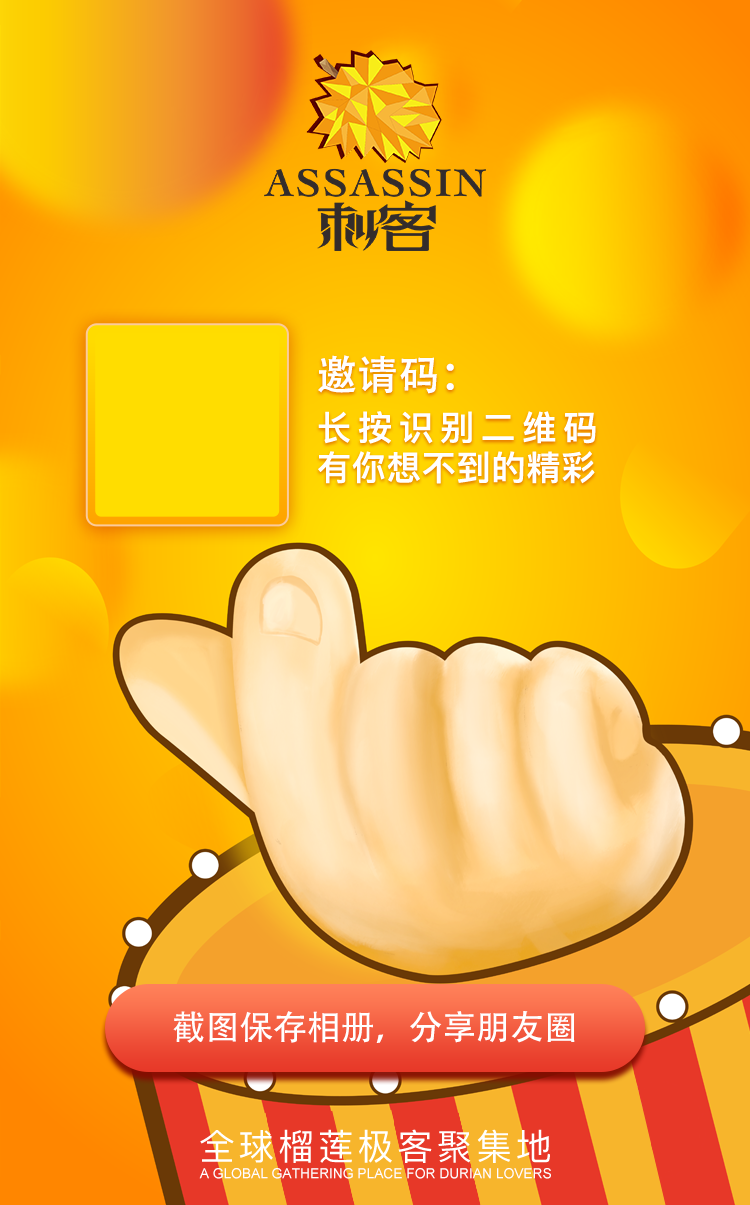 ASSASSIN
刺客
邀请码：
长按识别二维码
有你想不到的精彩
截图保存相册，分享朋友圈
全球榴莲极客聚集地
A GLOBAL GATHERING PLACE FOR DURIAN LOVERS